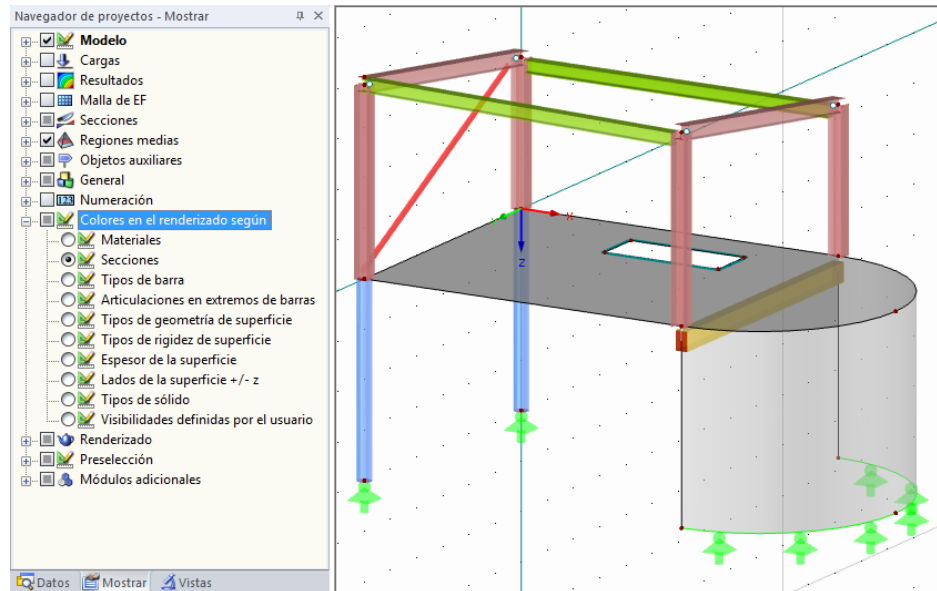 Navegador de proyectos - Mostrar
Modelo
Cargas
Resultados
Malla de EF
Secciones
Regiones medias
Objetos auxiliares
General
123 Numeración
Colores en el renderizado según
Materiales
Secciones
Tipos de barra
Articulaciones en extremos de barras
Tipos de geometría de superficie
Tipos de rigidez de superficie
Espesor de la superficie
Lados de la superficie +/- z
Tipos de sólido
Visibilidades definidas por el usuario
Renderizado
Preselección
Módulos adicionales
Datos Mostrar Vistas
X
Z